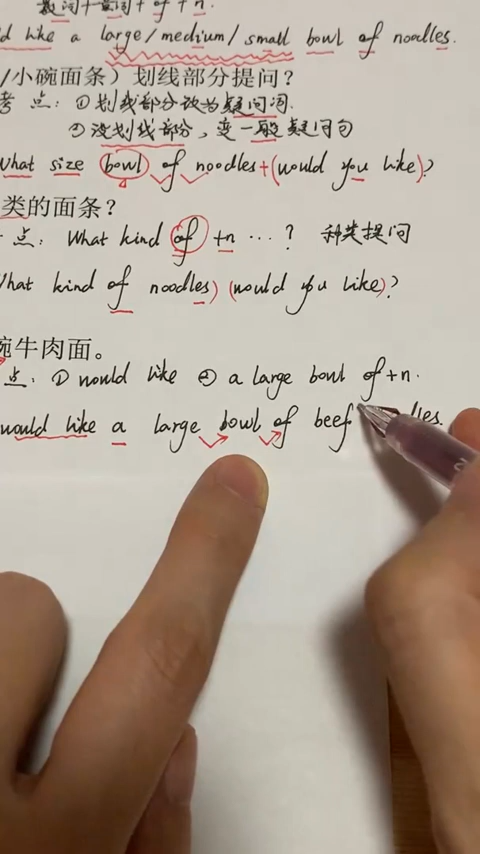 数词+量词+ of + n.
ld like a large/medium/small bowl of noodles.
/小碗面条）划线部分提问？
考点：①划线部分改为疑问词.
②没划线部分，变一般疑问句
What size bowl of noodles+(would you like)?
类的面条？
点: What kind of +n ...? 种类提问
What kind of noodles) (would you like)?
碗牛肉面。
点: ① would like ② a large bowl of+n.
would like a large bowl of beef